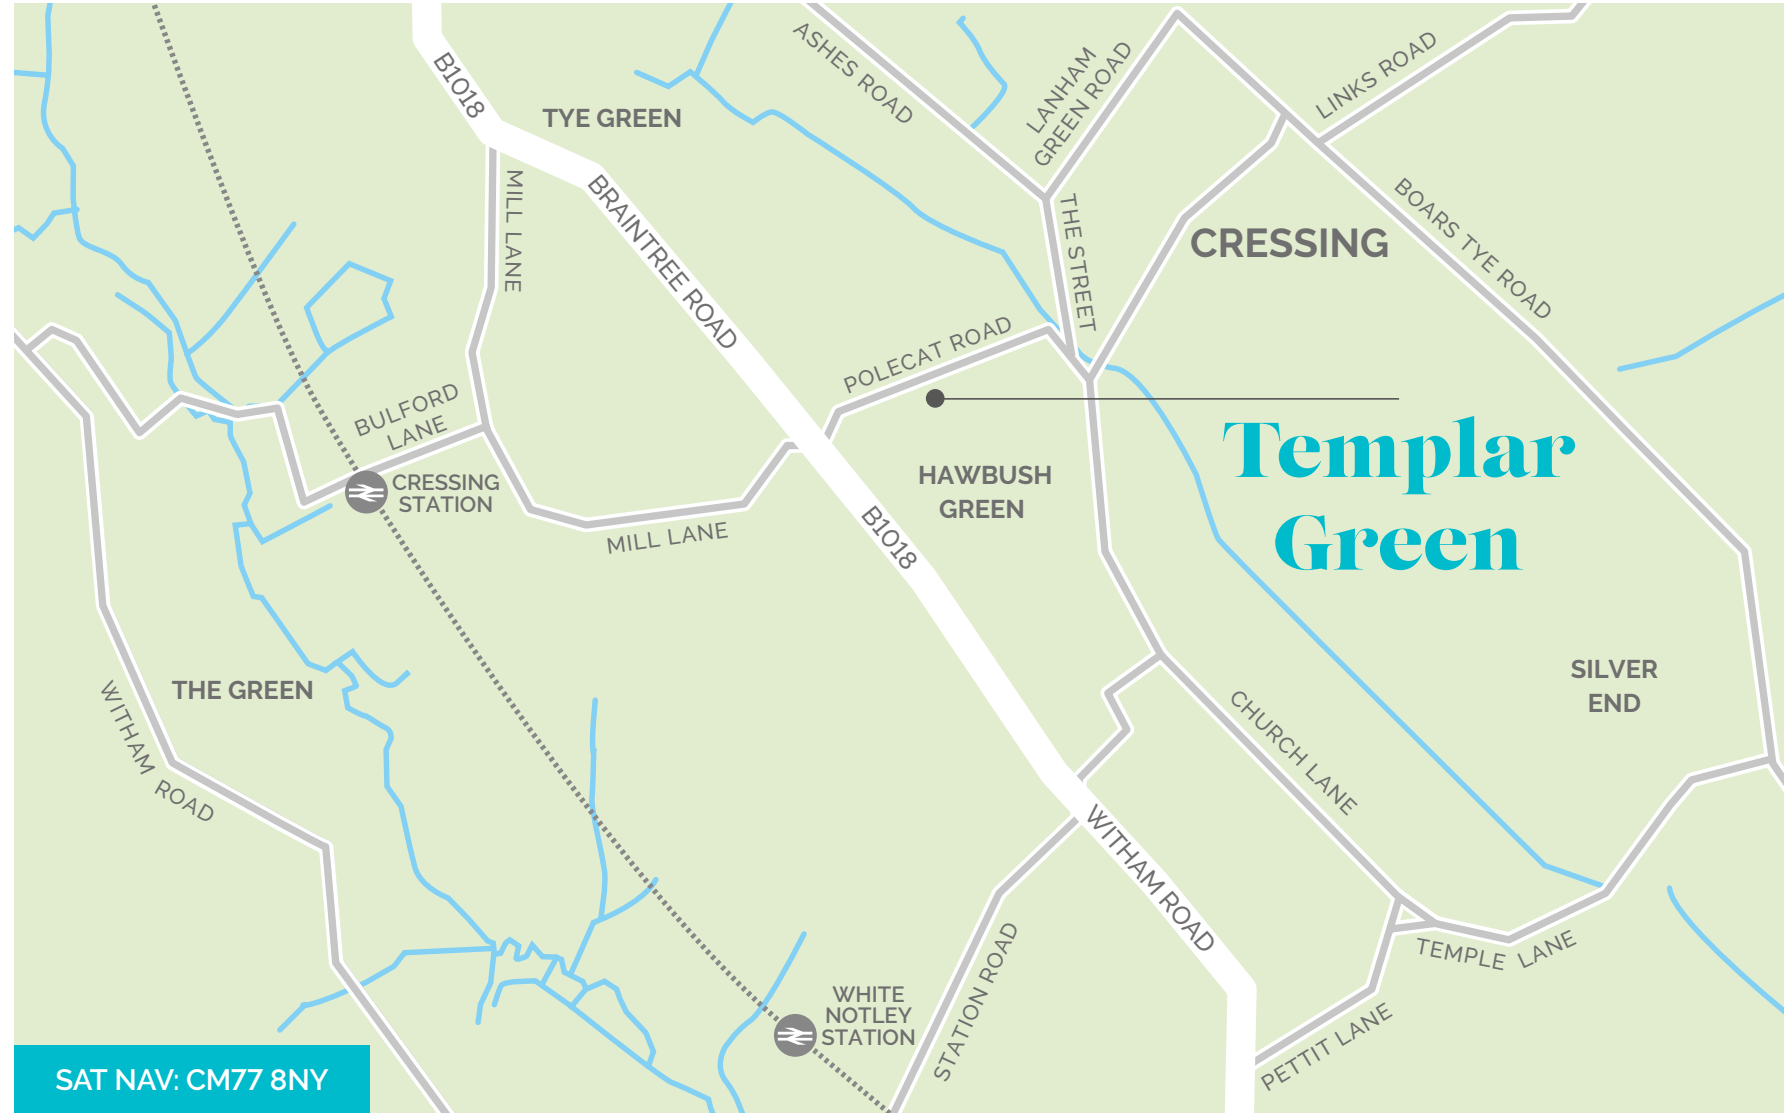 ASHES ROAD
LANHAM
GREEN ROAD
LINKS ROAD
B1018
TYE GREEN
MILL LANE
BRAINTREE ROAD
THE STREET
CRESSING
BOARS TYE ROAD
POLECAT ROAD
BULFORD
LANE
Templar
Green
CRESSING
STATION
HAWBUSH
GREEN
MILL LANE
B1018
THE GREEN
SILVER
END
WITHAM ROAD
CHURCH LANE
WITHAM ROAD
TEMPLE LANE
STATION ROAD
WHITE
NOTLEY
STATION
PETTIT LANE
SAT NAV: CM77 8NY